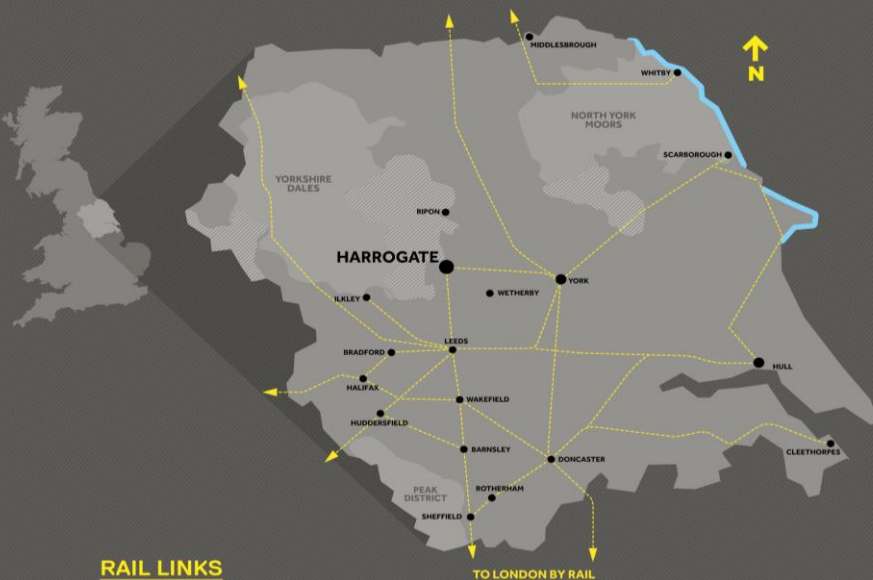 MIDDLESBROUGH
WHITBY
N
NORTH YORK
MOORS
SCARBOROUGH
YORKSHIRE
DALES
RIPON
HARROGATE
YORK
WETHERBY
ILKLEY
LEEDS
BRADFORD
HULL
HALIFAX
WAKEFIELD
HUDDERSFIELD
CLEETHORPES
BARNSLEY
DONCASTER
PEAK
DISTRICT
ROTHERHAM
SHEFFIELD
RAIL LINKS
TO LONDON BY RAIL